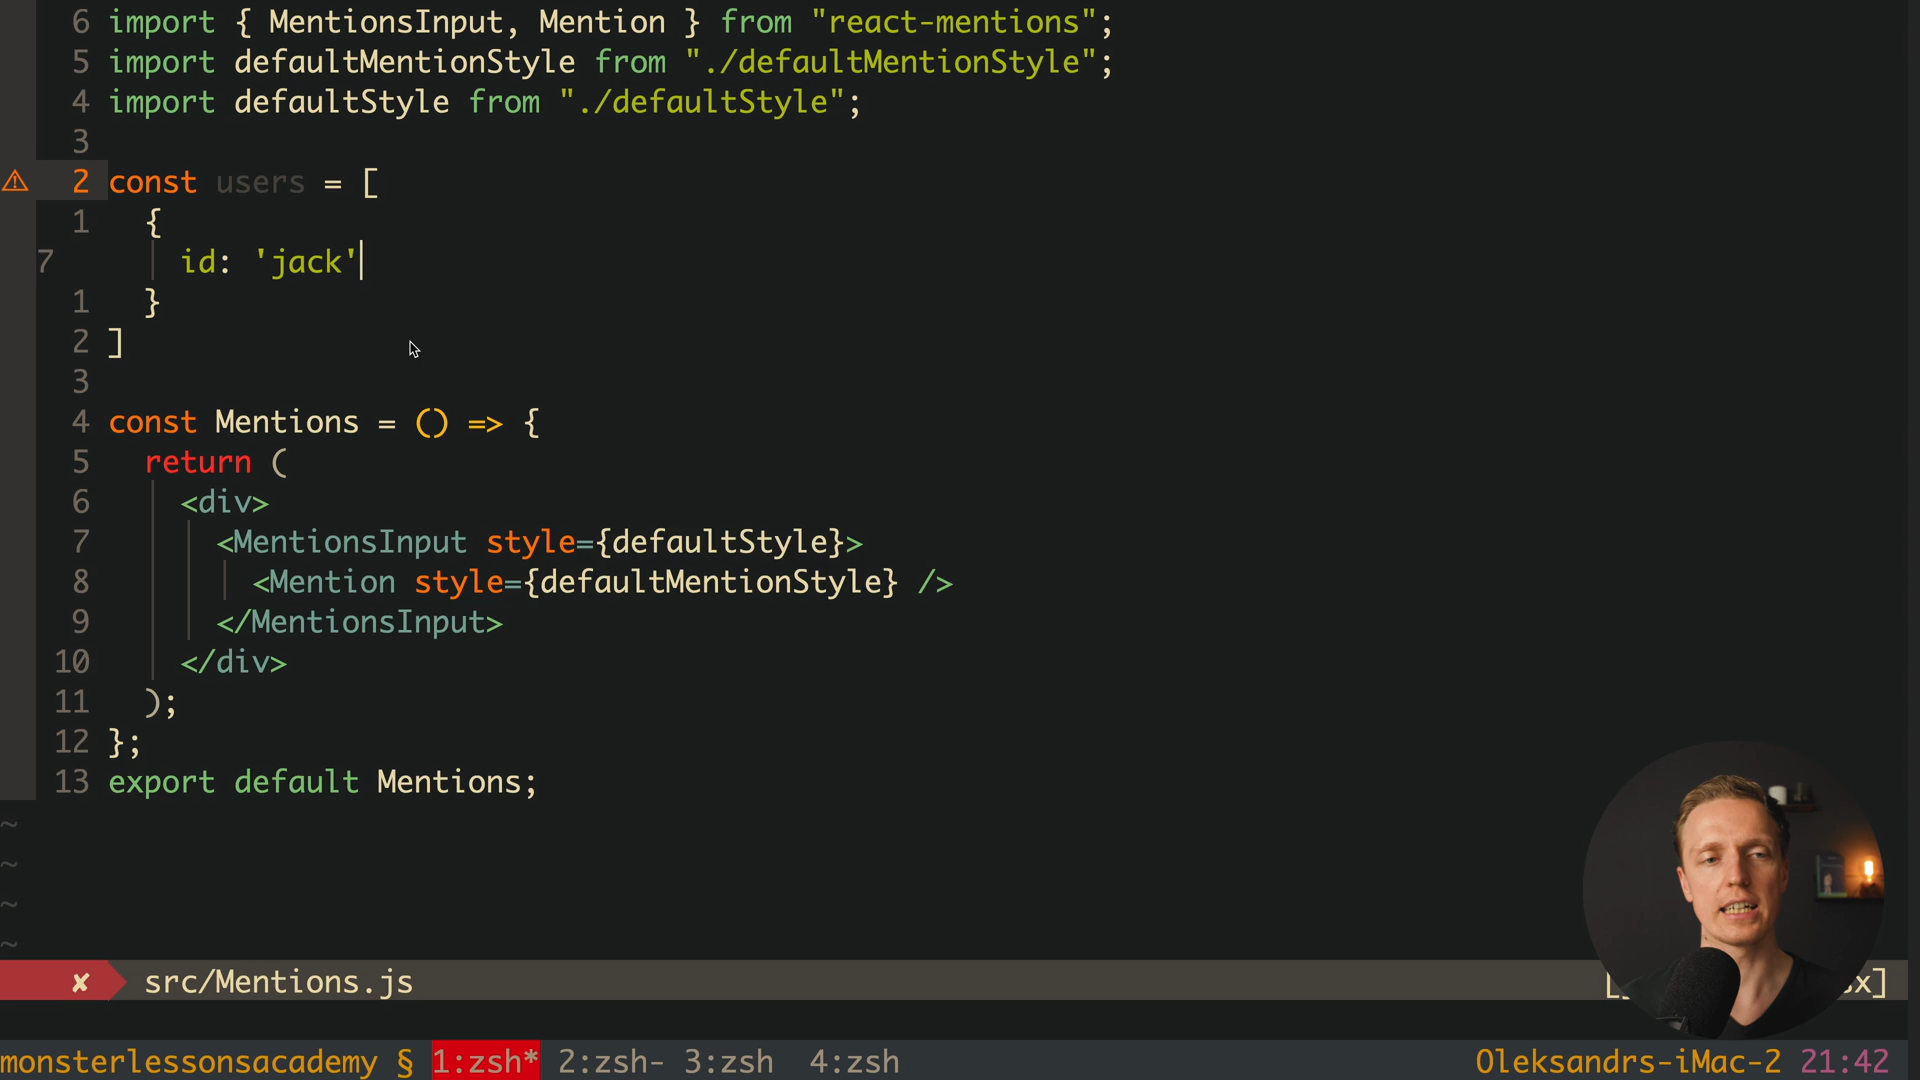 6 import { MentionsInput, Mention } from "react-mentions";
5 import defaultMentionStyle from "./defaultMentionStyle";
4 import defaultStyle from "./defaultStyle";
3
2 const users = [
1 {
7 id: 'jack'
1 }
2 ]
3
4 const Mentions = () => {
5 return (
6 <div>
7 <MentionsInput style={defaultStyle}>
8 <Mention style={defaultMentionStyle} />
9 </MentionsInput>
10 </div>
11 );
12 };
13 export default Mentions;
~
~
~
~
✘ src/Mentions.js
monsterlessonsacademy § 1:zsh* 2:zsh- 3:zsh 4:zsh Oleksandrs-iMac-2 21:42